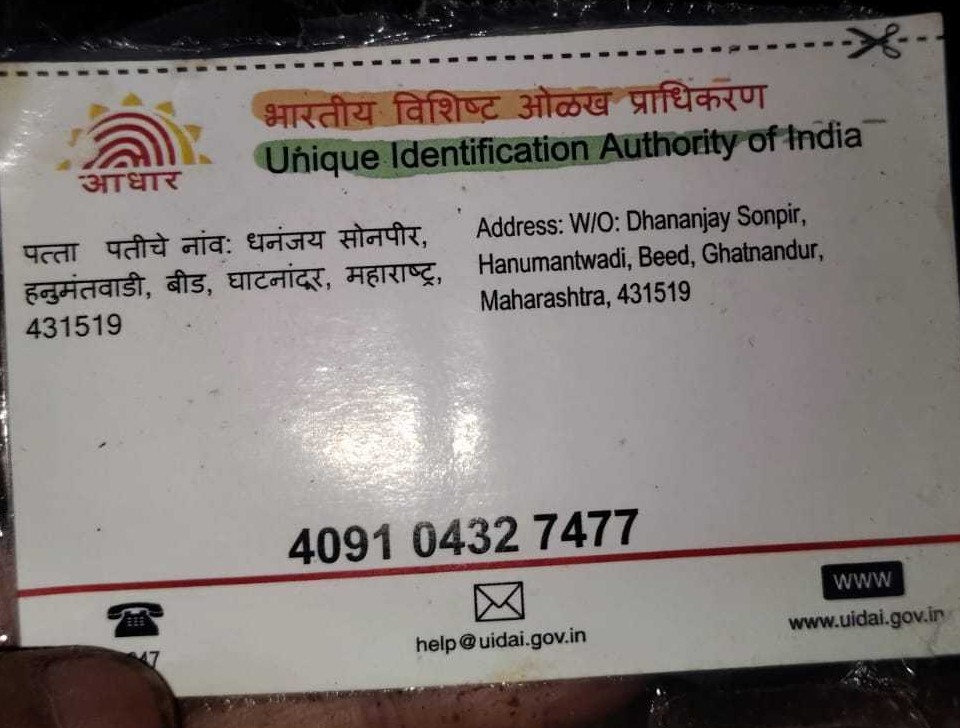 भारतीय विशिष्ट ओळख प्राधिकरण
Unique Identification Authority of India
आधार
पत्ता पतीचे नांव: धनंजय सोनपीर,
हनुमंतवाडी, बीड, घाटनांदूर, महाराष्ट्र,
431519
Address: W/O: Dhananjay Sonpir,
Hanumantwadi, Beed, Ghatnandur,
Maharashtra, 431519
4091 0432 7477
47
help@uidai.gov.in
WWW
www.uidai.gov.in